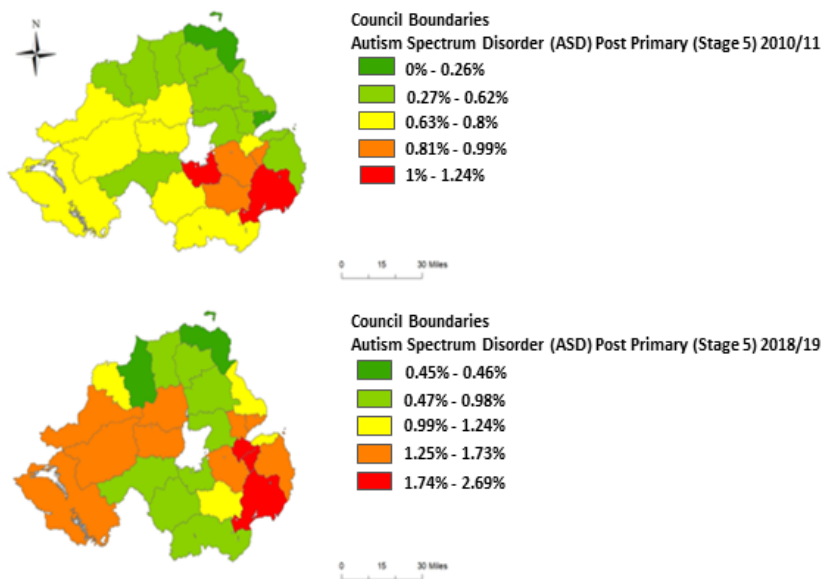 N
Council Boundaries
Autism Spectrum Disorder (ASD) Post Primary (Stage 5) 2010/11
0% - 0.26%
0.27% - 0.62%
0.63% - 0.8%
0.81% - 0.99%
1% - 1.24%
0 15 30 Miles
Council Boundaries
Autism Spectrum Disorder (ASD) Post Primary (Stage 5) 2018/19
0.45% - 0.46%
0.47% - 0.98%
0.99% - 1.24%
1.25% - 1.73%
1.74% - 2.69%
0 15 30 Miles